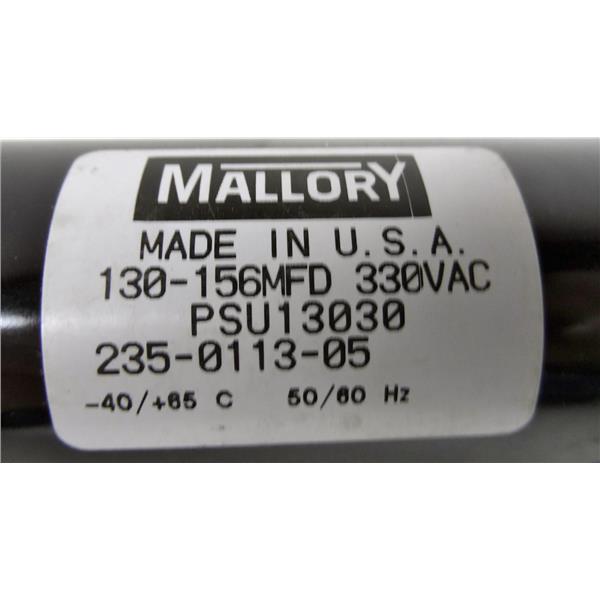 MALLORY
MADE IN U.S.A.
130-156MFD 330VAC
PSU13030
235-0113-05
-40/+65 C 50/60 Hz